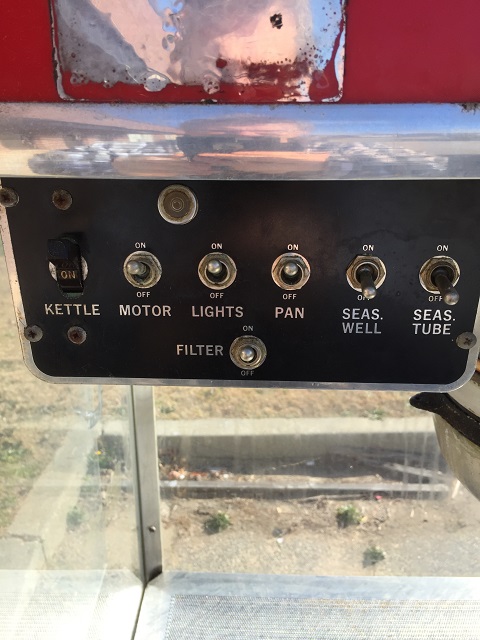 ON ON ON ON ON
ON
OFF OFF OFF OFF OFF
KETTLE MOTOR LIGHTS PAN SEAS. WELL SEAS. TUBE
ON
FILTER
OFF